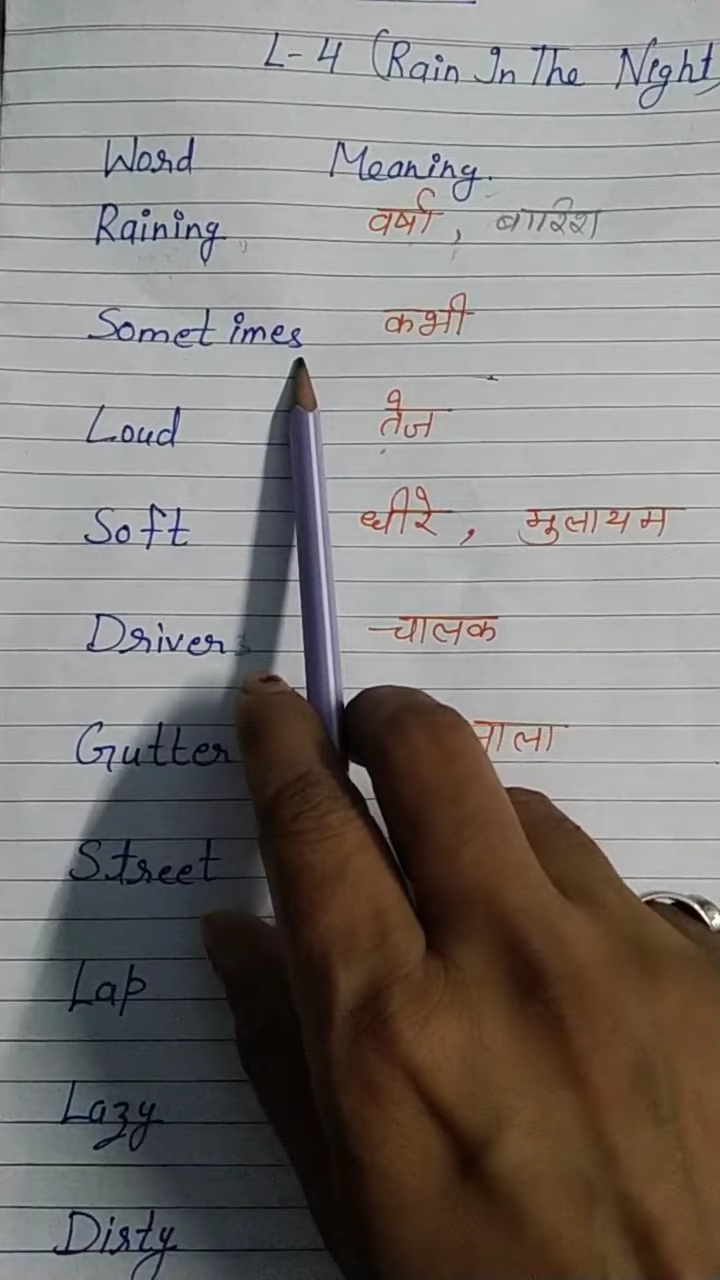 L-4 (Rain In The Night
Word Meaning.
Raining, वर्षा, बारिश
Sometimes कभी
Loud तेज
Soft धीरे, मुलायम
Drivers चालक
Gutter नाला
Street
Lap
Lazy
Dirty